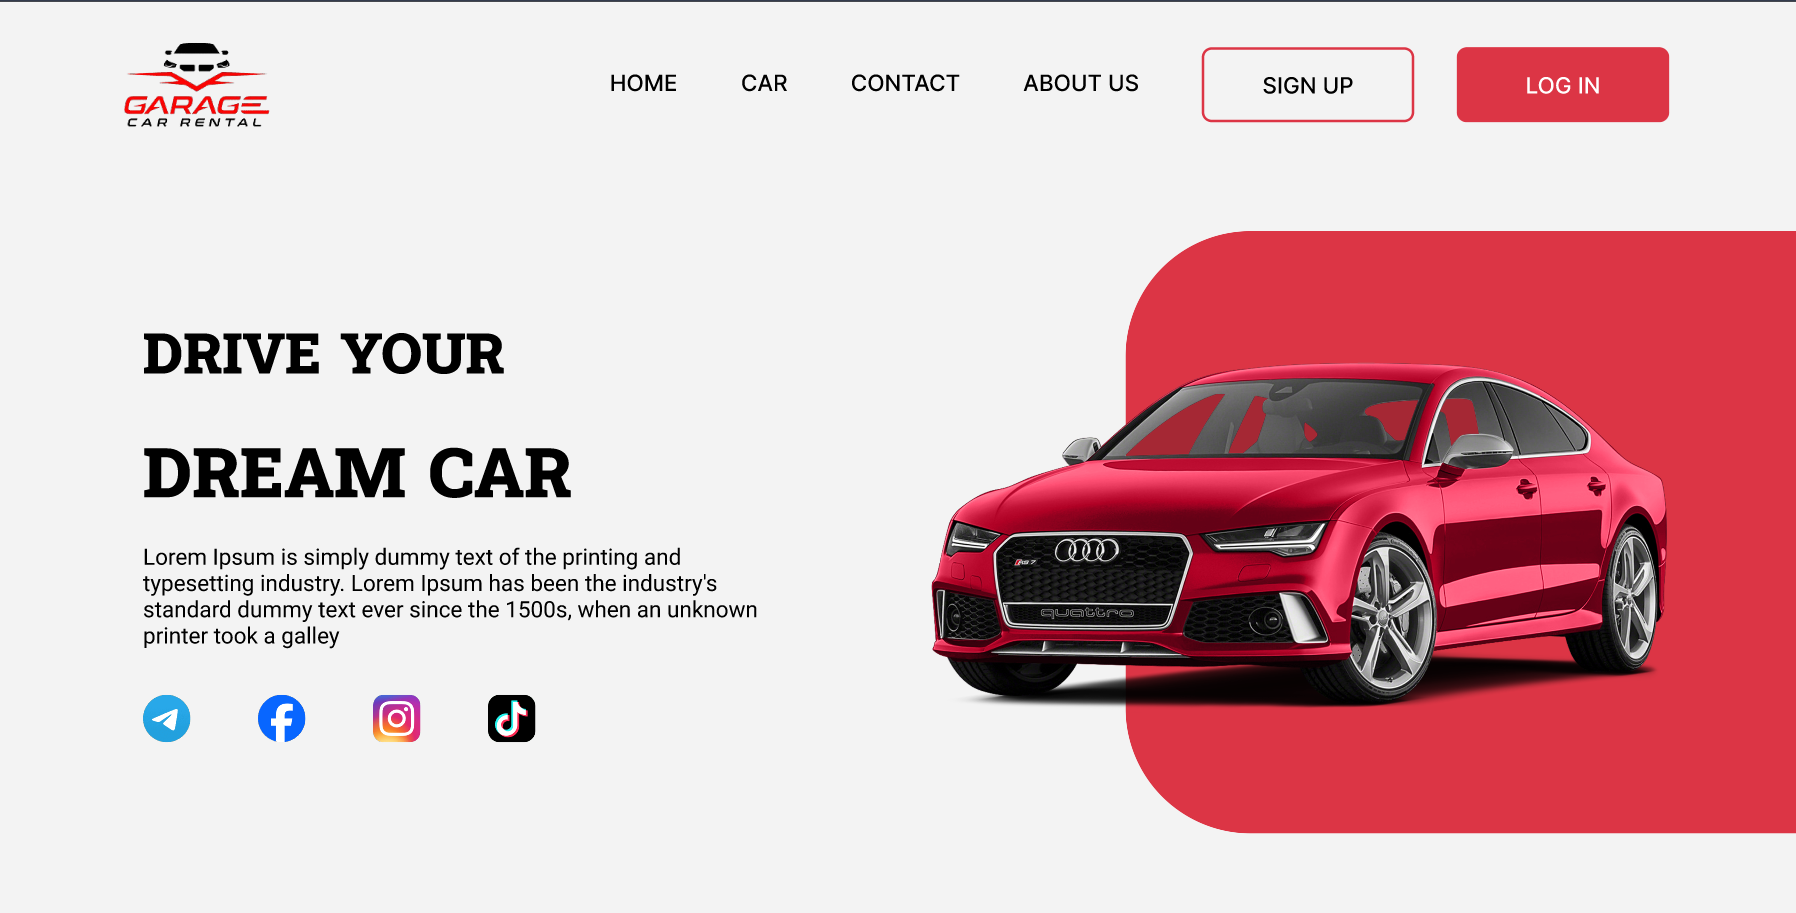 GARAGE
CAR RENTAL
HOME
CAR
CONTACT
ABOUT US
SIGN UP
LOG IN
DRIVE YOUR
DREAM CAR
Lorem Ipsum is simply dummy text of the printing and
typesetting industry. Lorem Ipsum has been the industry's
standard dummy text ever since the 1500s, when an unknown
printer took a galley
RS 7
quattro